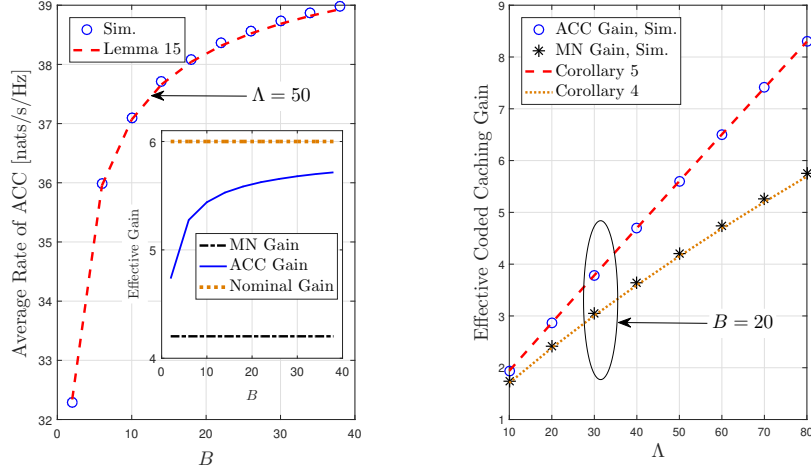 39
38
37
36
35
34
33
32
0
10
20
30
40
B
Average Rate of ACC [nats/s/Hz]
Sim.
Lemma 15
Λ = 50
6
5
4
0
10
20
30
40
B
Effective Gain
MN Gain
ACC Gain
Nominal Gain
9
8
7
6
5
4
3
2
1
10
20
30
40
50
60
70
80
Λ
Effective Coded Caching Gain
ACC Gain, Sim.
MN Gain, Sim.
Corollary 5
Corollary 4
B = 20